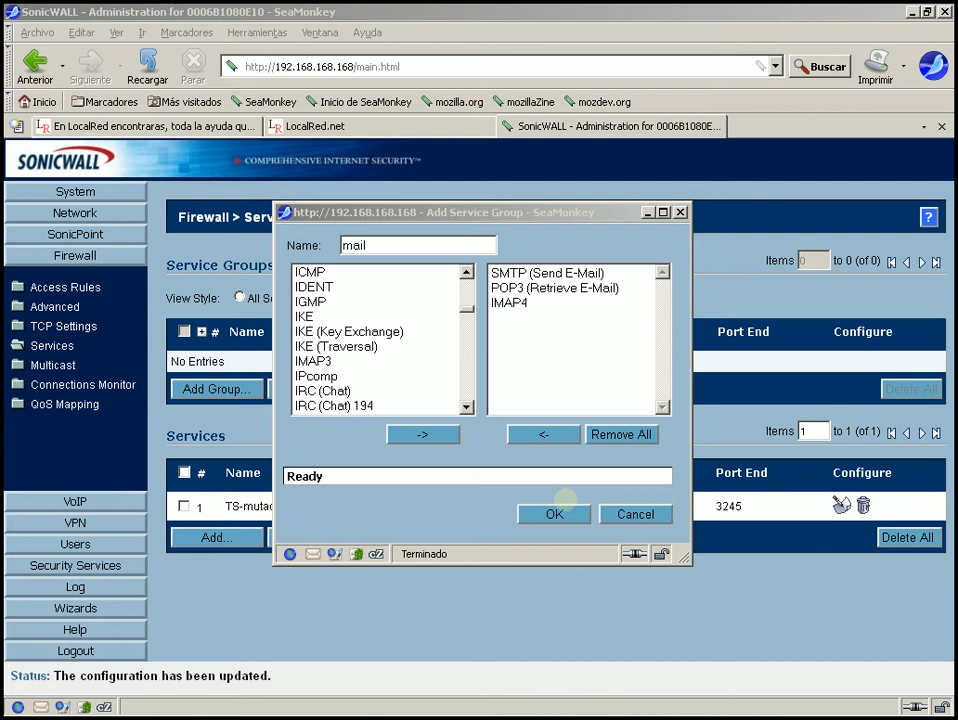 SonicWALL - Administration for 0006B1080E10 - SeaMonkey
Archivo Editar Ver Ir Marcadores Herramientas Ventana Ayuda
Anterior Siguiente Recargar Parar http://192.168.168.168/main.html Buscar Imprimir
Inicio Marcadores Más visitados SeaMonkey Inicio de SeaMonkey mozilla.org mozillaZine mozdev.org
En LocalRed encontraras, toda la ayuda qu... LocalRed.net SonicWALL - Administration for 0006B1080E...
SONICWALL COMPREHENSIVE INTERNET SECURITY™
System
Network
SonicPoint
Firewall
Access Rules
Advanced
TCP Settings
Services
Multicast
Connections Monitor
QoS Mapping
VoIP
VPN
Users
Security Services
Log
Wizards
Help
Logout
Firewall > Serv
?
Service Groups
Items 0 to 0 (of 0)
View Style: All Se
# Name Port End Configure
No Entries
Add Group... Delete All
Services
Items 1 to 1 (of 1)
# Name Port End Configure
1 TS-mutac 3245
Add... Delete All
http://192.168.168.168 - Add Service Group - SeaMonkey
Name: mail
ICMP
IDENT
IGMP
IKE
IKE (Key Exchange)
IKE (Traversal)
IMAP3
IPcomp
IRC (Chat)
IRC (Chat) 194
SMTP (Send E-Mail)
POP3 (Retrieve E-Mail)
IMAP4
-> <- Remove All
Ready
OK Cancel
Terminado
Status: The configuration has been updated.